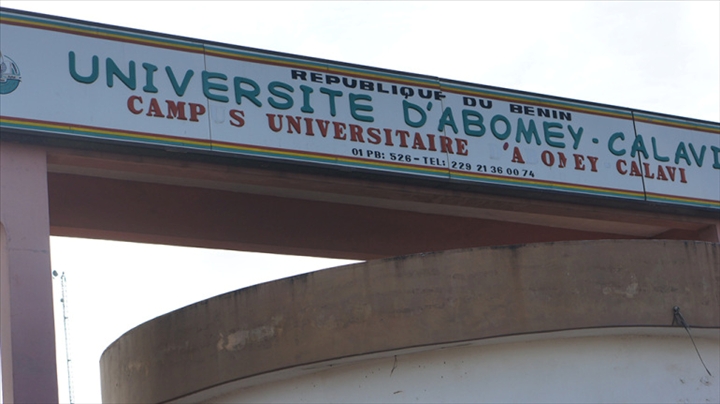 REPUBLIQUE DU BENIN
UNIVERSITE D'ABOMEY-CALAVI
CAMP S UNIVERSITAIRE 'A OMEY CALAVI
01 PB: 526 - TEL: 229 21 36 00 74